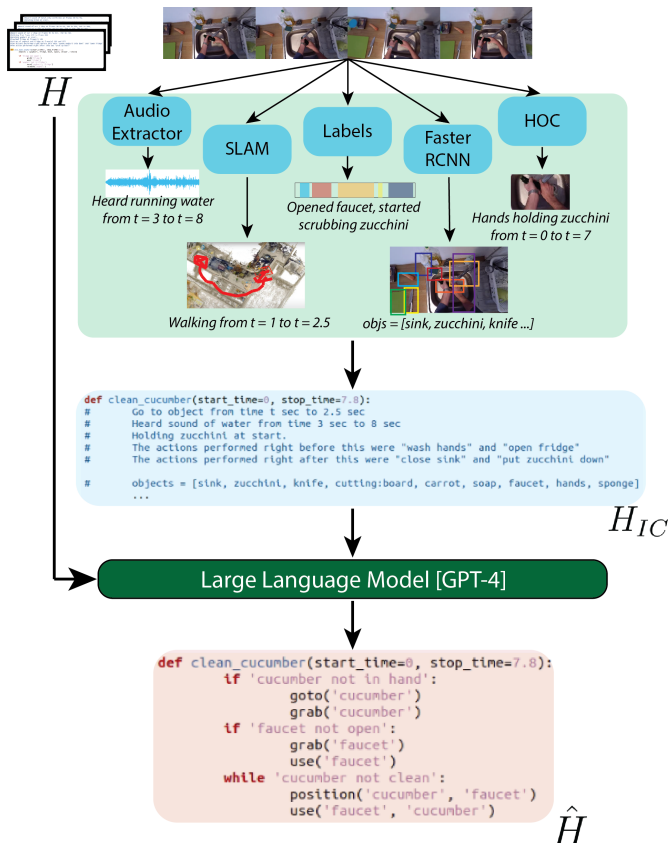 H
Audio
Extractor
SLAM
Labels
Faster
RCNN
HOC
Heard running water
from t = 3 to t = 8
Opened faucet, started
scrubbing zucchini
Hands holding zucchini
from t = 0 to t = 7
Walking from t = 1 to t = 2.5
objs = [sink, zucchini, knife ...]
def clean_cucumber(start_time=0, stop_time=7.8):
# Go to object from time t sec to 2.5 sec
# Heard sound of water from time 3 sec to 8 sec
# Holding zucchini at start.
# The actions performed right before this were "wash hands" and "open fridge"
# The actions performed right after this were "close sink" and "put zucchini down"
# objects = [sink, zucchini, knife, cutting:board, carrot, soap, faucet, hands, sponge]
...
H_{IC}
Large Language Model [GPT-4]
def clean_cucumber(start_time=0, stop_time=7.8):
if 'cucumber not in hand':
goto('cucumber')
grab('cucumber')
if 'faucet not open':
grab('faucet')
use('faucet')
while 'cucumber not clean':
position('cucumber', 'faucet')
use('faucet', 'cucumber')
Ĥ